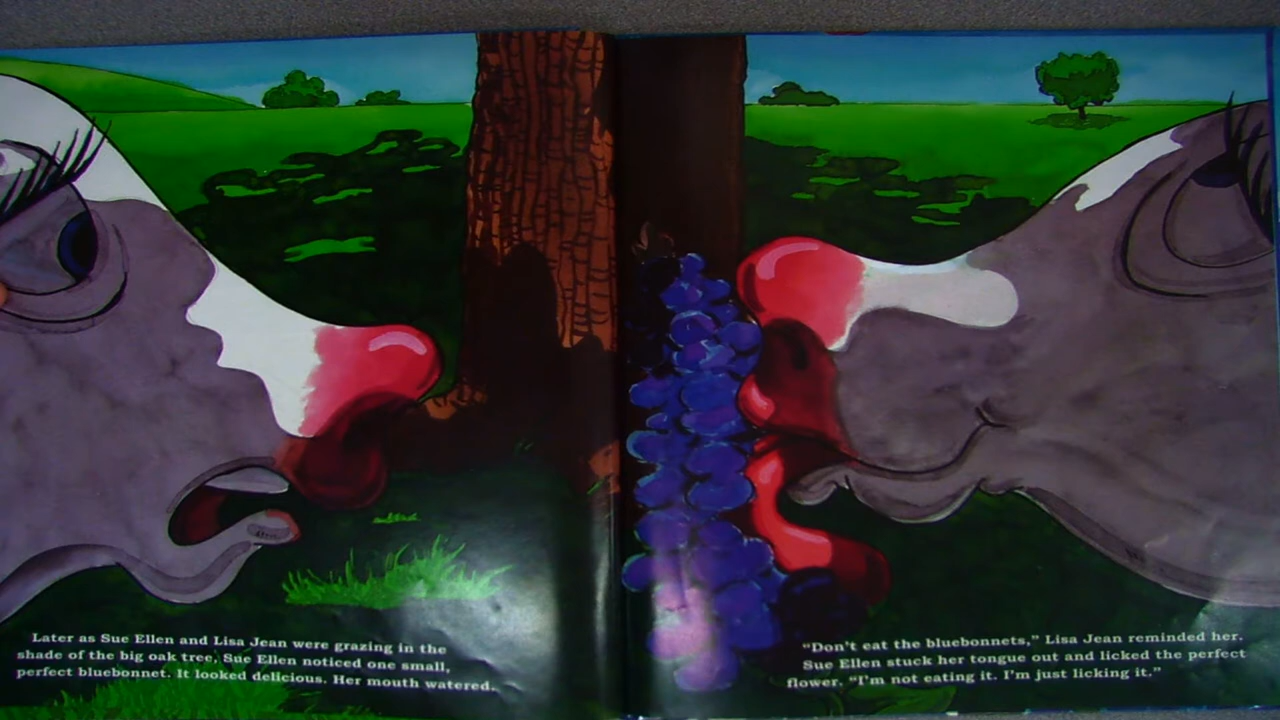 Later as Sue Ellen and Lisa Jean were grazing in the
shade of the big oak tree, Sue Ellen noticed one small,
perfect bluebonnet. It looked delicious. Her mouth watered.
"Don't eat the bluebonnets," Lisa Jean reminded her.
Sue Ellen stuck her tongue out and licked the perfect
flower. "I'm not eating it. I'm just licking it."